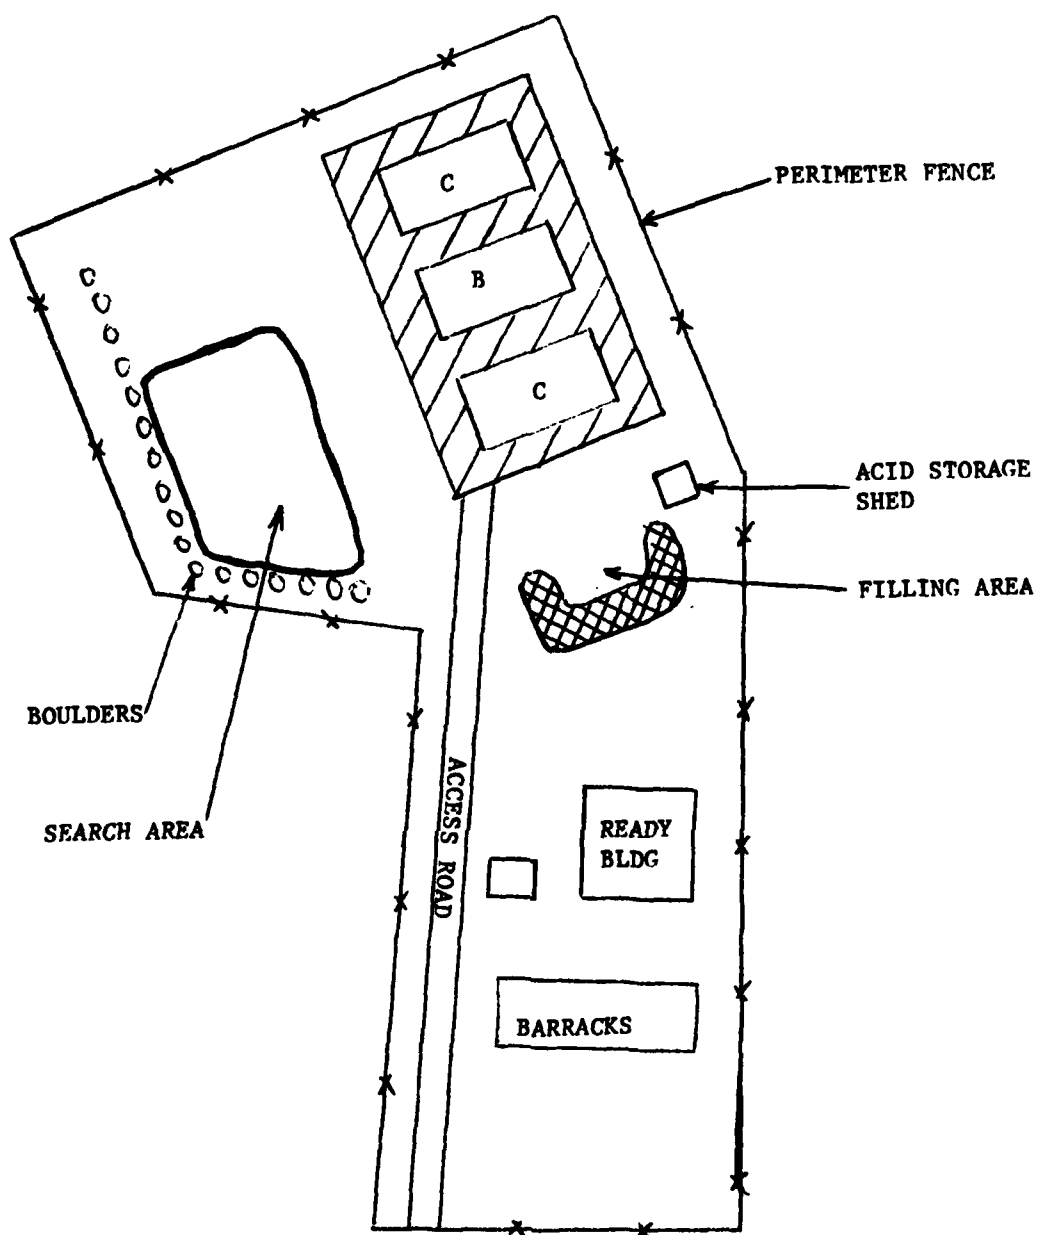 C
PERIMETER FENCE
B
C
ACID STORAGE
SHED
FILLING AREA
BOULDERS
ACCESS ROAD
SEARCH AREA
READY
BLDG
BARRACKS